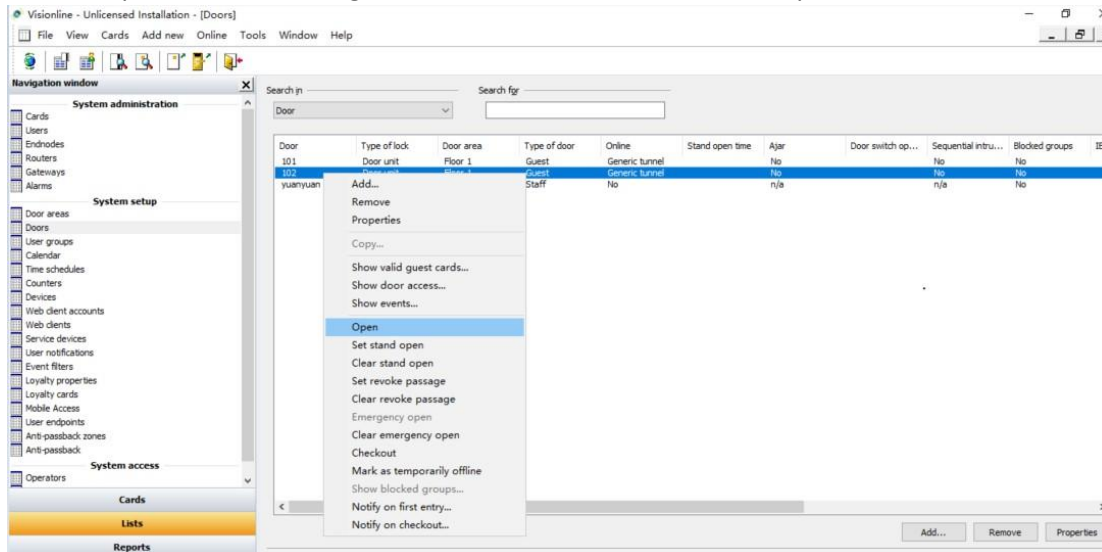 Visionline - Unlicensed Installation - [Doors]
File View Cards Add new Online Tools Window Help
Navigation window
System administration
Cards
Users
Endnodes
Routers
Gateways
Alarms
System setup
Door areas
Doors
User groups
Calendar
Time schedules
Counters
Devices
Web client accounts
Web clients
Service devices
User notifications
Event filters
Loyalty properties
Loyalty cards
Mobile Access
User endpoints
Anti-passback zones
Anti-passback
System access
Operators
Cards
Lists
Reports
Search in Search for
Door
Door Type of lock Door area Type of door Online Stand open time Ajar Door switch op... Sequential intru... Blocked groups
101 Door unit Floor 1 Guest Generic tunnel No No No
102 Door unit Floor 1 Guest Generic tunnel No No No
yuanyuan Staff No n/a n/a No
Add...
Remove
Properties
Copy...
Show valid guest cards...
Show door access...
Show events...
Open
Set stand open
Clear stand open
Set revoke passage
Clear revoke passage
Emergency open
Clear emergency open
Checkout
Mark as temporarily offline
Show blocked groups...
Notify on first entry...
Notify on checkout...
Add... Remove Properties